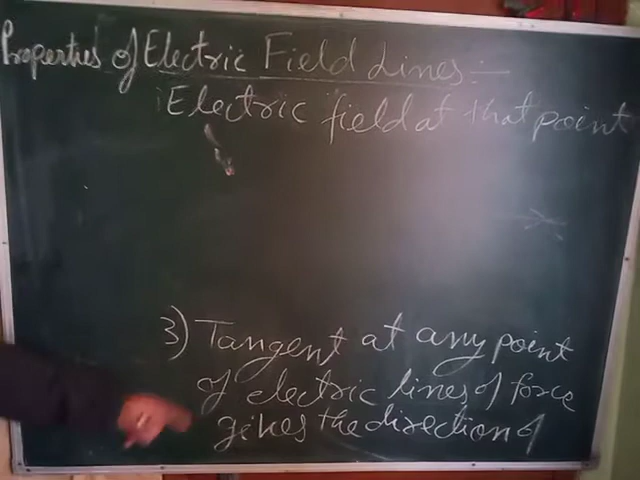 Properties of Electric Field Lines:-
Electric field at that point
3) Tangent at any point
of electric lines of force
gives the direction of